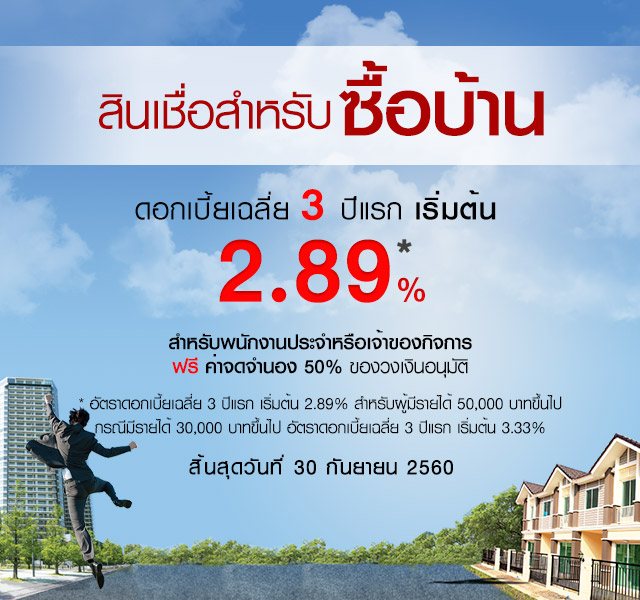 สินเชื่อสำหรับ ซื้อบ้าน
ดอกเบี้ยเฉลี่ย 3 ปีแรก เริ่มต้น
2.89*%
สำหรับพนักงานประจำหรือเจ้าของกิจการ
ฟรี ค่าจดจำนอง 50% ของวงเงินอนุมัติ
* อัตราดอกเบี้ยเฉลี่ย 3 ปีแรก เริ่มต้น 2.89% สำหรับผู้มีรายได้ 50,000 บาทขึ้นไป
กรณีมีรายได้ 30,000 บาทขึ้นไป อัตราดอกเบี้ยเฉลี่ย 3 ปีแรก เริ่มต้น 3.33%
สิ้นสุดวันที่ 30 กันยายน 2560